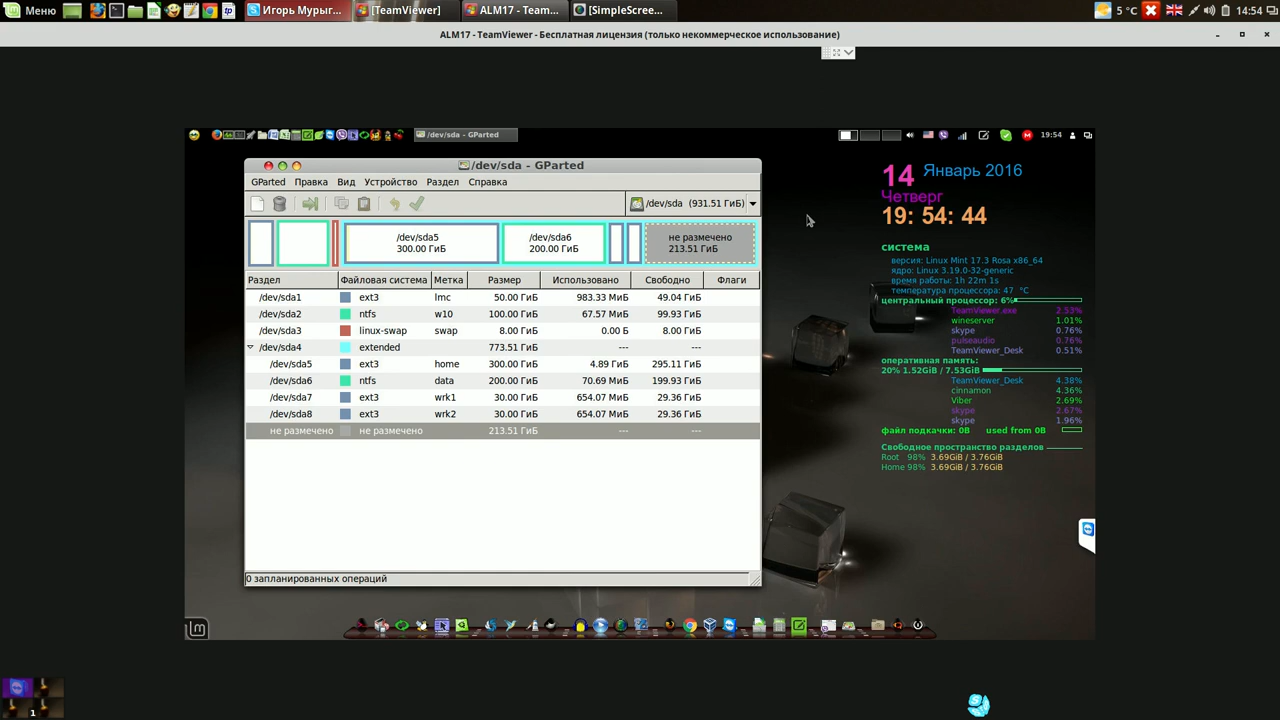 Меню
Игорь Мурыг...
[TeamViewer]
ALM17 - Team...
[SimpleScree...
5 °C
14:54
ALM17 - TeamViewer - Бесплатная лицензия (только некоммерческое использование)
/dev/sda - GParted
19:54
/dev/sda - GParted
GParted Правка Вид Устройство Раздел Справка
/dev/sda (931.51 ГиБ)
/dev/sda5
300.00 ГиБ
/dev/sda6
200.00 ГиБ
не размечено
213.51 ГиБ
Раздел Файловая система Метка Размер Использовано Свободно Флаги
/dev/sda1 ext3 lmc 50.00 ГиБ 983.33 МиБ 49.04 ГиБ
/dev/sda2 ntfs w10 100.00 ГиБ 67.57 МиБ 99.93 ГиБ
/dev/sda3 linux-swap swap 8.00 ГиБ 0.00 Б 8.00 ГиБ
/dev/sda4 extended 773.51 ГиБ --- ---
/dev/sda5 ext3 home 300.00 ГиБ 4.89 ГиБ 295.11 ГиБ
/dev/sda6 ntfs data 200.00 ГиБ 70.69 МиБ 199.93 ГиБ
/dev/sda7 ext3 wrk1 30.00 ГиБ 654.07 МиБ 29.36 ГиБ
/dev/sda8 ext3 wrk2 30.00 ГиБ 654.07 МиБ 29.36 ГиБ
не размечено не размечено 213.51 ГиБ --- ---
0 запланированных операций
14 Январь 2016
Четверг
19: 54: 44
система
версия: Linux Mint 17.3 Rosa x86_64
ядро: Linux 3.19.0-32-generic
время работы: 1h 22m 1s
температура процессора: 47 °C
центральный процессор: 6%
TeamViewer.exe 2.53%
wineserver 1.01%
skype 0.76%
pulseaudio 0.76%
TeamViewer_Desk 0.51%
оперативная память:
20% 1.52GiB / 7.53GiB
TeamViewer_Desk 4.38%
cinnamon 4.36%
Viber 2.69%
skype 2.67%
skype 1.96%
файл подкачки: 0B used from 0B
Свободное пространство разделов
Root 98% 3.69GiB / 3.76GiB
Home 98% 3.69GiB / 3.76GiB
1